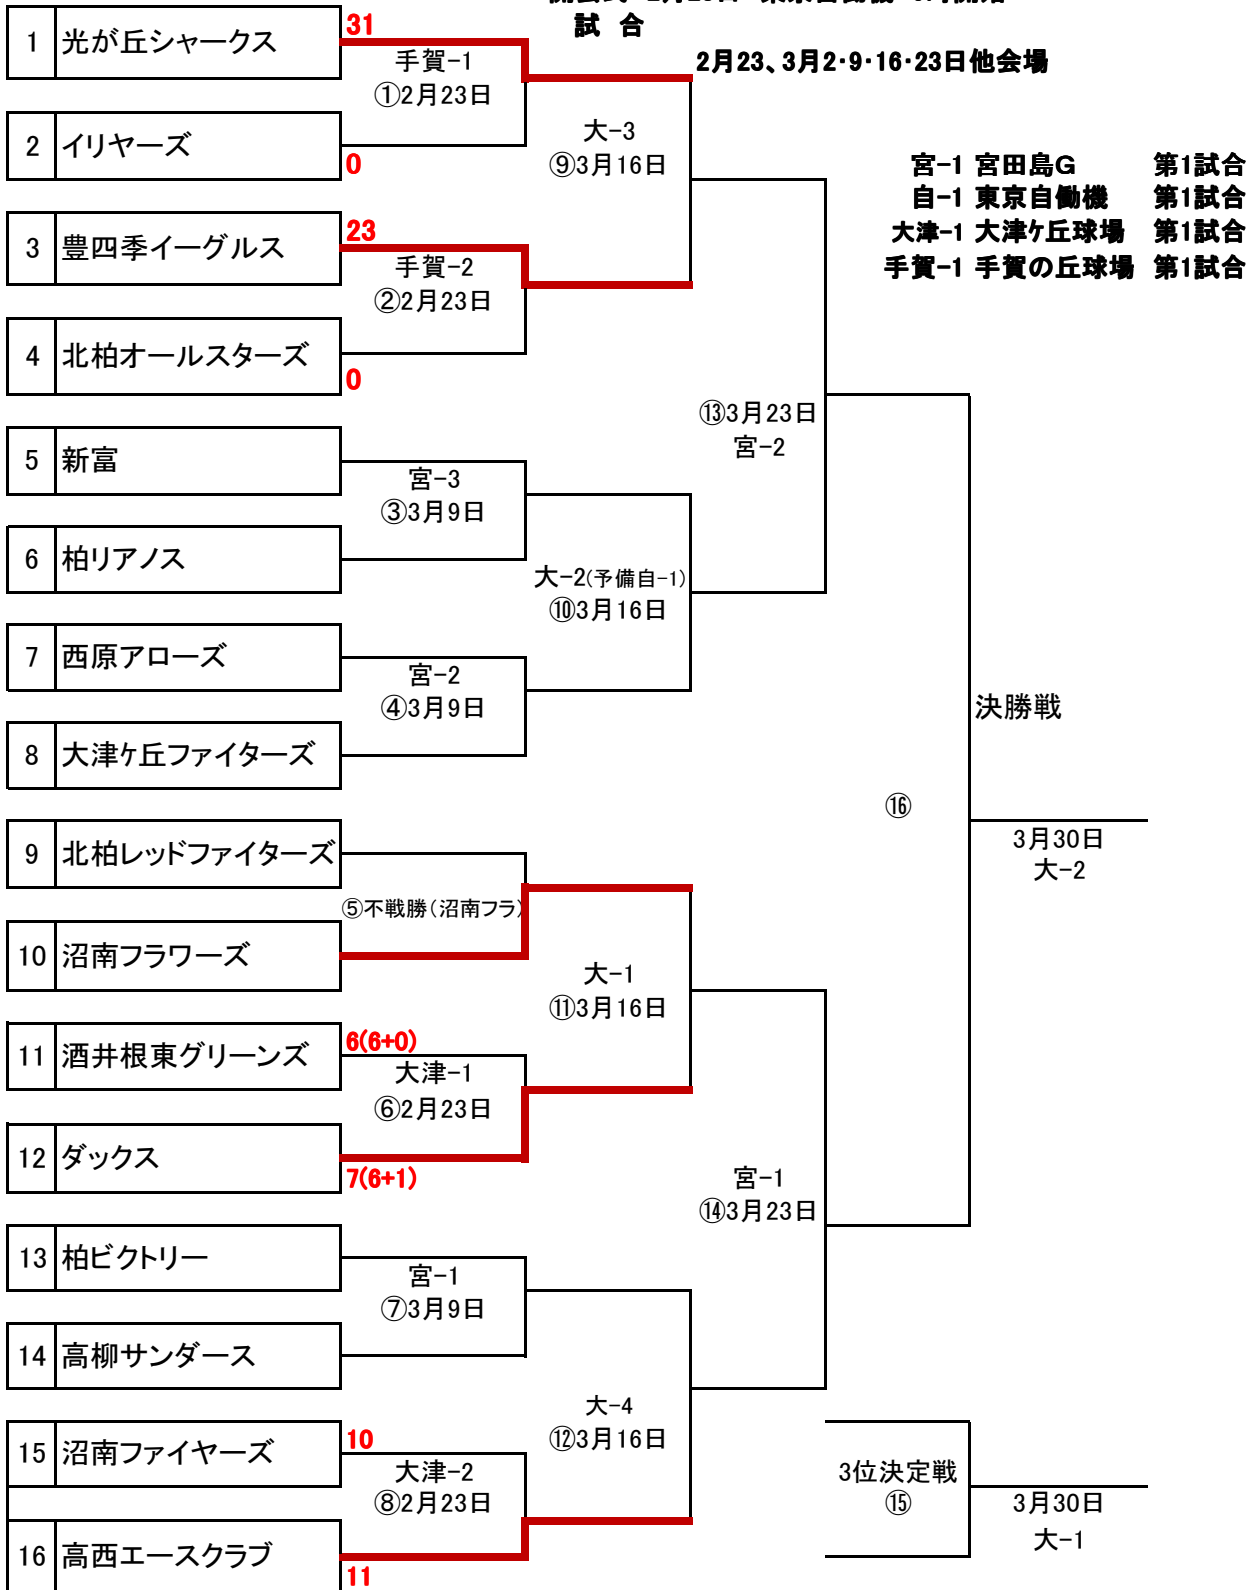 試 合
2月23、3月2・9・16・23日他会場
宮-1 宮田島G 第1試合
自-1 東京自働機 第1試合
大津-1 大津ケ丘球場 第1試合
手賀-1 手賀の丘球場 第1試合
1 光が丘シャークス 31
手賀-1
①2月23日
2 イリヤーズ 0
大-3
⑨3月16日
3 豊四季イーグルス 23
手賀-2
②2月23日
4 北柏オールスターズ 0
⑬3月23日
宮-2
5 新富
宮-3
③3月9日
6 柏リアノス
大-2(予備自-1)
⑩3月16日
7 西原アローズ
宮-2
④3月9日
8 大津ケ丘ファイターズ
決勝戦
⑯
3月30日
大-2
9 北柏レッドファイターズ
⑤不戦勝(沼南フラ)
10 沼南フラワーズ
大-1
⑪3月16日
11 酒井根東グリーンズ 6(6+0)
大津-1
⑥2月23日
12 ダックス 7(6+1)
宮-1
⑭3月23日
13 柏ビクトリー
宮-1
⑦3月9日
14 高柳サンダース
大-4
⑫3月16日
15 沼南ファイヤーズ 10
大津-2
⑧2月23日
16 高西エースクラブ 11
3位決定戦
⑮
3月30日
大-1